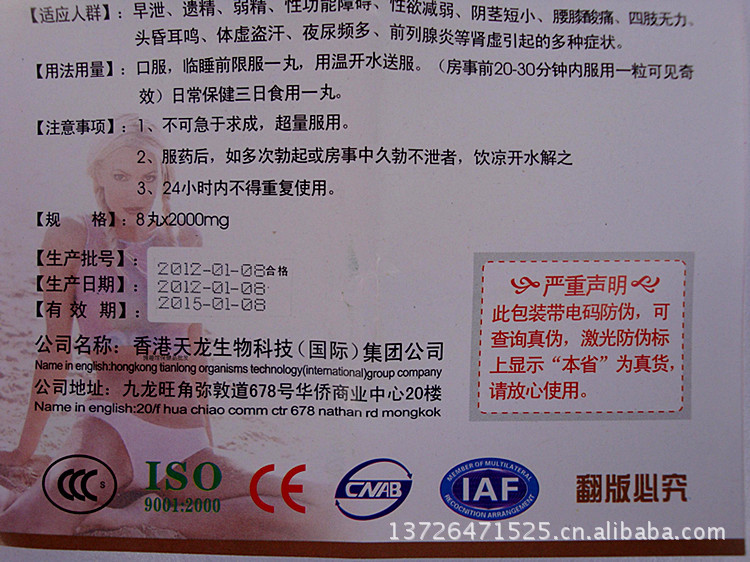 【适应人群】：早泄、遗精、弱精、性功能障碍、性欲减弱、阴茎短小、腰膝酸痛、四肢无力、
头昏耳鸣、体虚盗汗、夜尿频多、前列腺炎等肾虚引起的多种症状。
【用法用量】：口服，临睡前限服一丸，用温开水送服。（房事前20-30分钟内服用一粒可见奇
效）日常保健三日食用一丸。
【注意事项】：1、不可急于求成，超量服用。
2、服药后，如多次勃起或房事中久勃不泄者，饮凉开水解之
3、24小时内不得重复使用。
【规 格】：8丸x2000mg
【生产批号】：2012-01-08合格
【生产日期】：2012-01-08
【有 效 期】：2015-01-08
公司名称：香港天龙生物科技（国际）集团公司
Name in english:hongkong tianlong organisms technology(international)group company
公司地址：九龙旺角弥敦道678号华侨商业中心20楼
Name in english:20/f hua chiao comm ctr 678 nathan rd mongkok
严重声明
此包装带电码防伪，可
查询真伪，激光防伪标
上显示“本省”为真货，
请放心使用。
CCC S
ISO
9001:2000
CE
CNAB
MEMBER OF MULTILATERAL
IAF
RECOGNITION ARRANGEMENT
翻版必究
13726471525.cn.alibaba.com